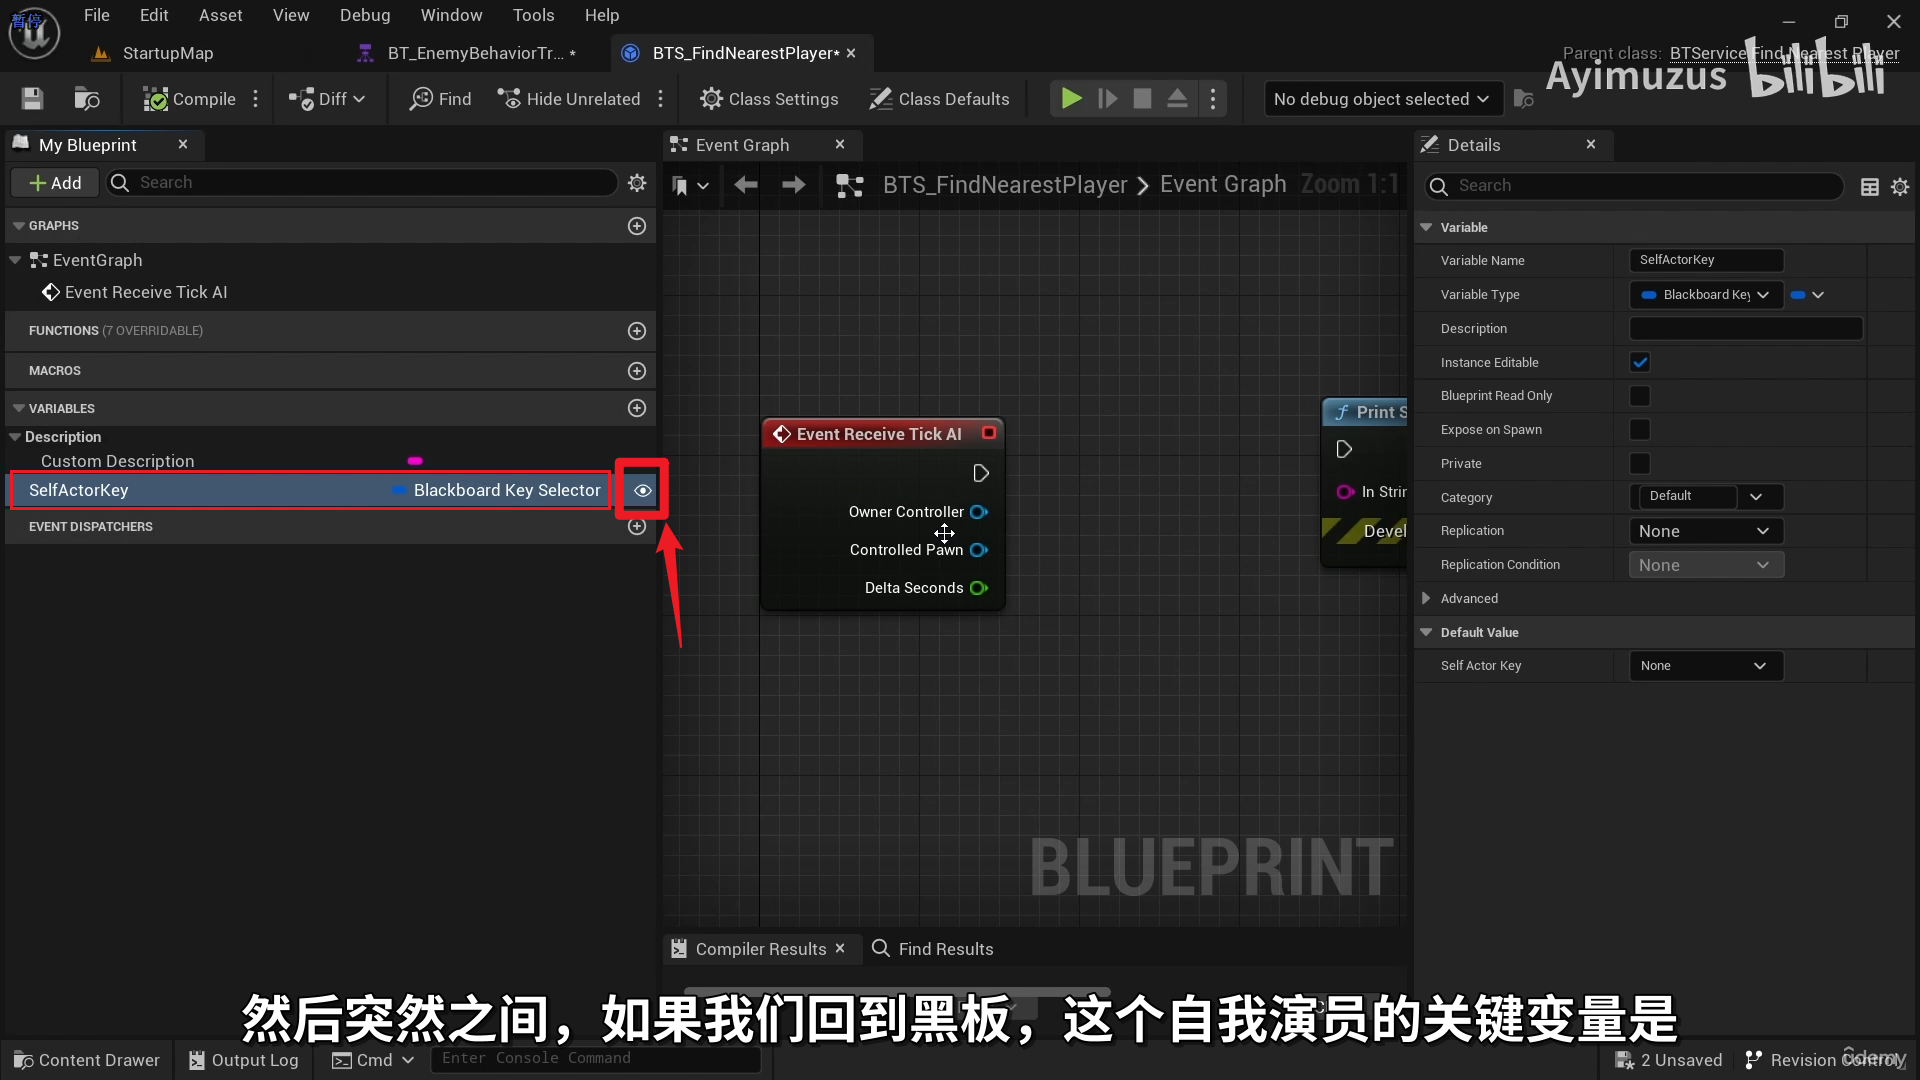 暂停
File Edit Asset View Debug Window Tools Help
StartupMap
BT_EnemyBehaviorTr... *
BTS_FindNearestPlayer*
Parent class: BTService Find Nearest Player
Ayimuzus bilibili
Compile
Diff
Find
Hide Unrelated
Class Settings
Class Defaults
No debug object selected
My Blueprint
Event Graph
Details
Add
Search
BTS_FindNearestPlayer > Event Graph
Zoom 1:1
Search
GRAPHS
EventGraph
Event Receive Tick AI
FUNCTIONS (7 OVERRIDABLE)
MACROS
VARIABLES
Description
Custom Description
SelfActorKey
Blackboard Key Selector
EVENT DISPATCHERS
Event Receive Tick AI
Owner Controller
Controlled Pawn
Delta Seconds
Print S
In Strin
Devel
BLUEPRINT
Variable
Variable Name
SelfActorKey
Variable Type
Blackboard Key
Description
Instance Editable
Blueprint Read Only
Expose on Spawn
Private
Category
Default
Replication
None
Replication Condition
None
Advanced
Default Value
Self Actor Key
None
Compiler Results
Find Results
然后突然之间，如果我们回到黑板，这个自我演员的关键变量是
Content Drawer
Output Log
Cmd
Enter Console Command
2 Unsaved
Revision Control
ûdemy